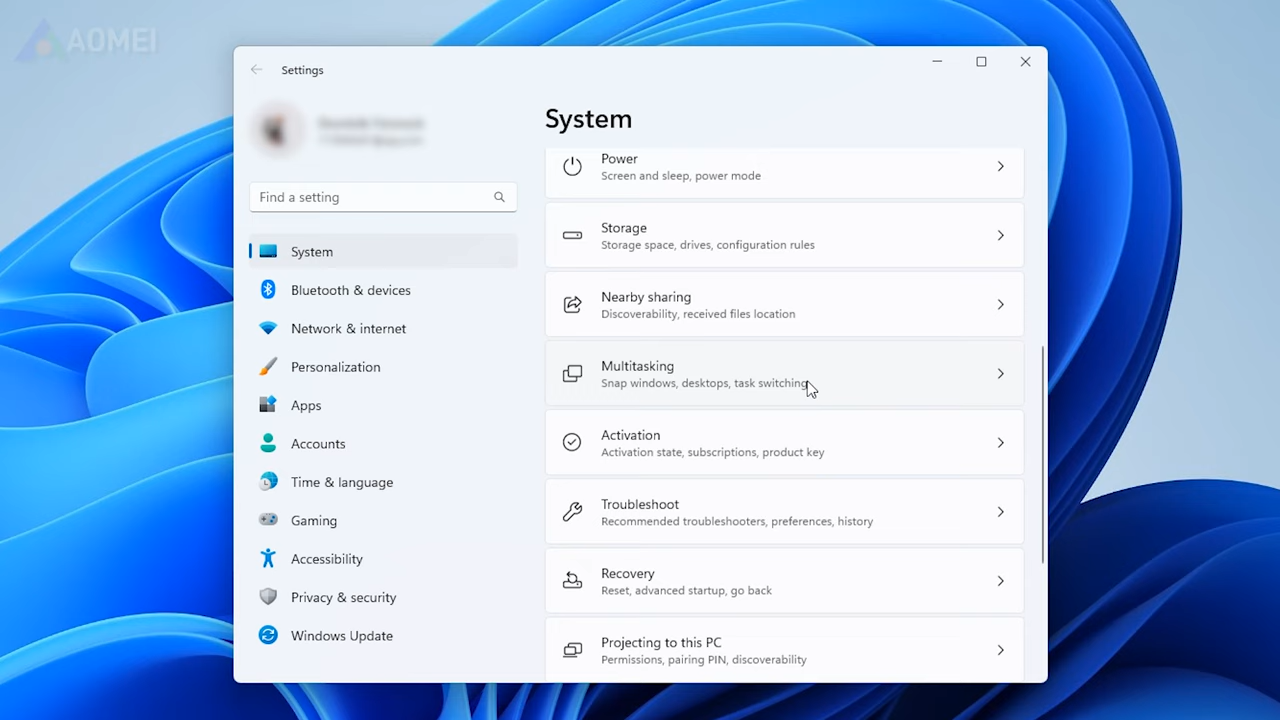 AOMEI
Settings
Find a setting
System
Bluetooth & devices
Network & internet
Personalization
Apps
Accounts
Time & language
Gaming
Accessibility
Privacy & security
Windows Update
System
Power
Screen and sleep, power mode
Storage
Storage space, drives, configuration rules
Nearby sharing
Discoverability, received files location
Multitasking
Snap windows, desktops, task switching
Activation
Activation state, subscriptions, product key
Troubleshoot
Recommended troubleshooters, preferences, history
Recovery
Reset, advanced startup, go back
Projecting to this PC
Permissions, pairing PIN, discoverability